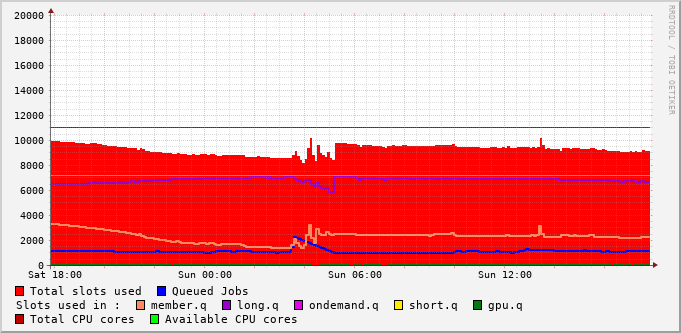 20000
18000
16000
14000
12000
10000
8000
6000
4000
2000
0
Sat 18:00 Sun 00:00 Sun 06:00 Sun 12:00
RRDTOOL / TOBI OETIKER
Total slots used Queued Jobs
Slots used in : member.q long.q ondemand.q short.q gpu.q
Total CPU cores Available CPU cores